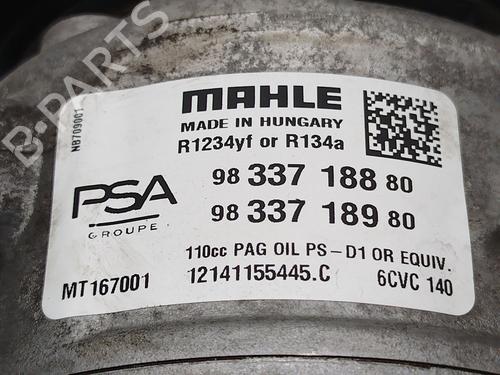 B-PARTS
NB709001
MAHLE
MADE IN HUNGARY
R1234yf or R134a
98 337 188 80
98 337 189 80
PSA
GROUPE
110cc PAG OIL PS-D1 OR EQUIV.
MT167001
12141155445.C
6CVC 140